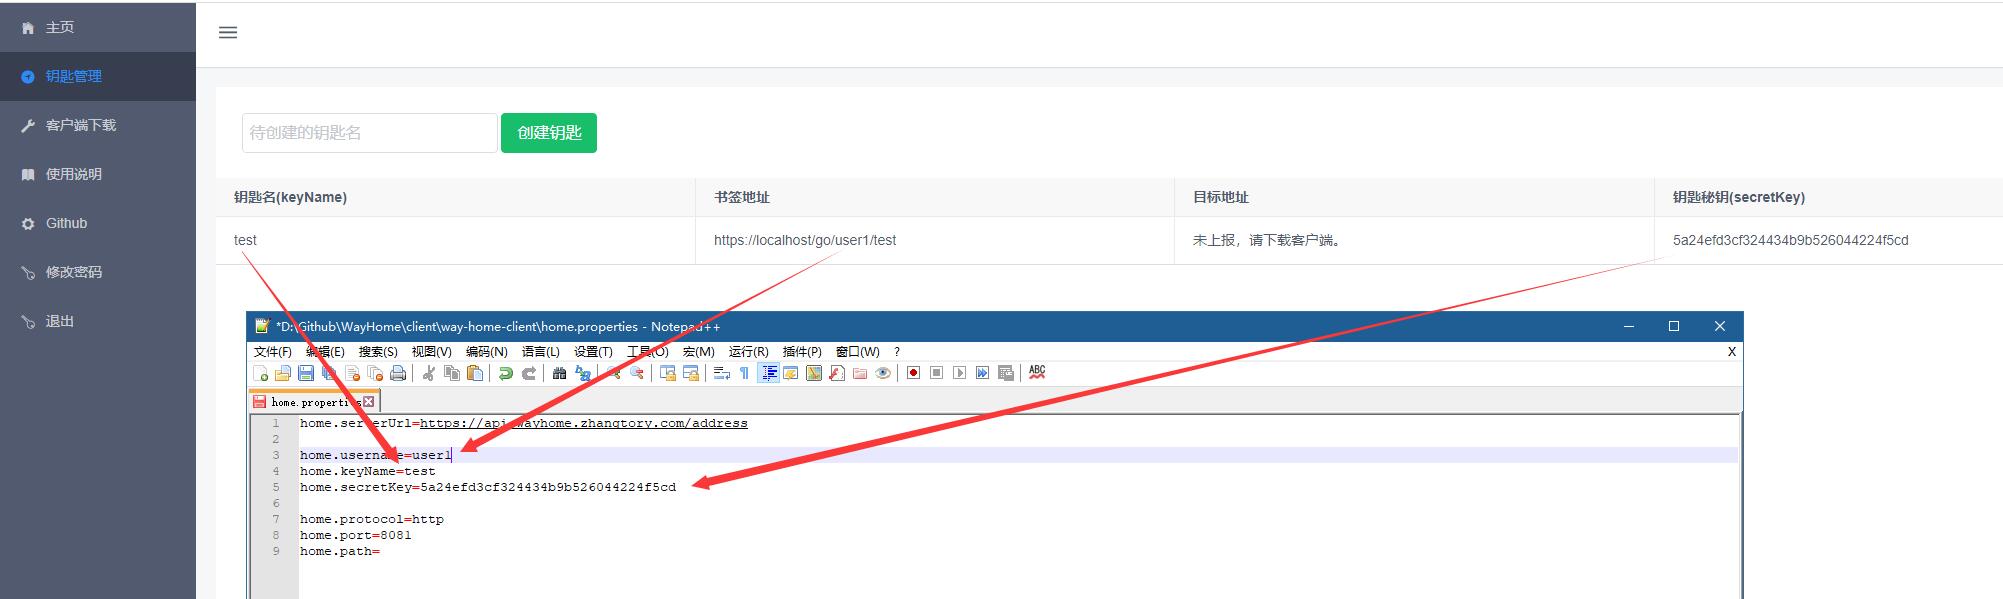 主页
钥匙管理
客户端下载
使用说明
Github
修改密码
退出
待创建的钥匙名 创建钥匙
钥匙名(keyName) 书签地址 目标地址 钥匙秘钥(secretKey)
test https://localhost/go/user1/test 未上报，请下载客户端。 5a24efd3cf324434b9b526044224f5cd
*D:\Github\WayHome\client\way-home-client\home.properties - Notepad++
文件(F) 编辑(E) 搜索(S) 视图(V) 编码(N) 语言(L) 设置(T) 工具(O) 宏(M) 运行(R) 插件(P) 窗口(W) ? X
ABC
home.properties
1 home.serverUrl=https://api.wayhome.zhangtory.com/address
2
3 home.username=user1
4 home.keyName=test
5 home.secretKey=5a24efd3cf324434b9b526044224f5cd
6
7 home.protocol=http
8 home.port=8081
9 home.path=